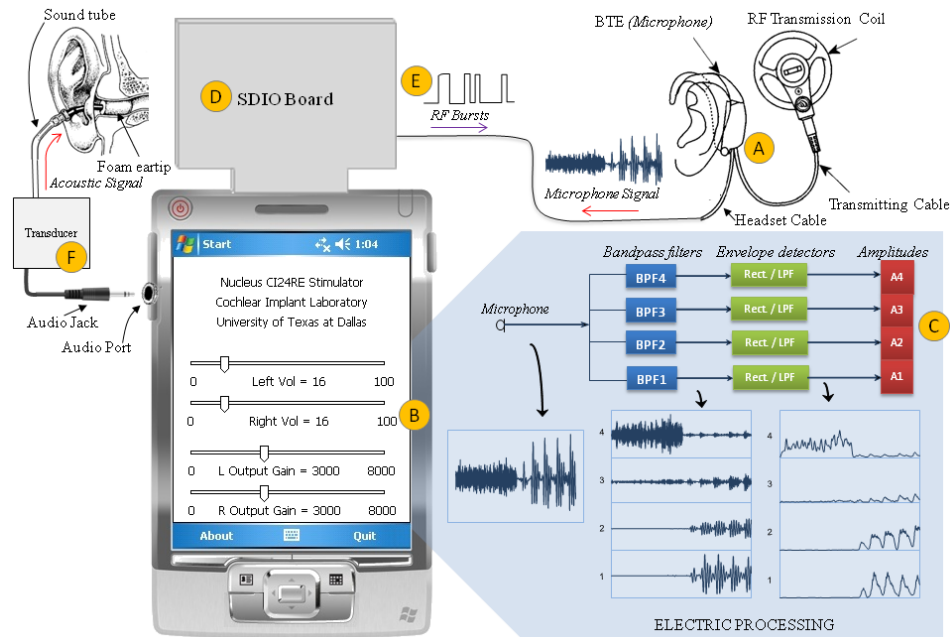 Sound tube
Foam eartip
Acoustic Signal
Transducer
F
Audio Jack
Audio Port
D
SDIO Board
E
RF Bursts
BTE (Microphone)
RF Transmission Coil
A
Microphone Signal
Transmitting Cable
Headset Cable
Start
1:04
Nucleus CI24RE Stimulator
Cochlear Implant Laboratory
University of Texas at Dallas
0 Left Vol = 16 100
0 Right Vol = 16 100
0 L Output Gain = 3000 8000
0 R Output Gain = 3000 8000
About Quit
B
Bandpass filters Envelope detectors Amplitudes
Microphone
BPF4 Rect. / LPF A4
BPF3 Rect. / LPF A3
BPF2 Rect. / LPF A2
BPF1 Rect. / LPF A1
C
4
3
2
1
4
3
2
1
ELECTRIC PROCESSING